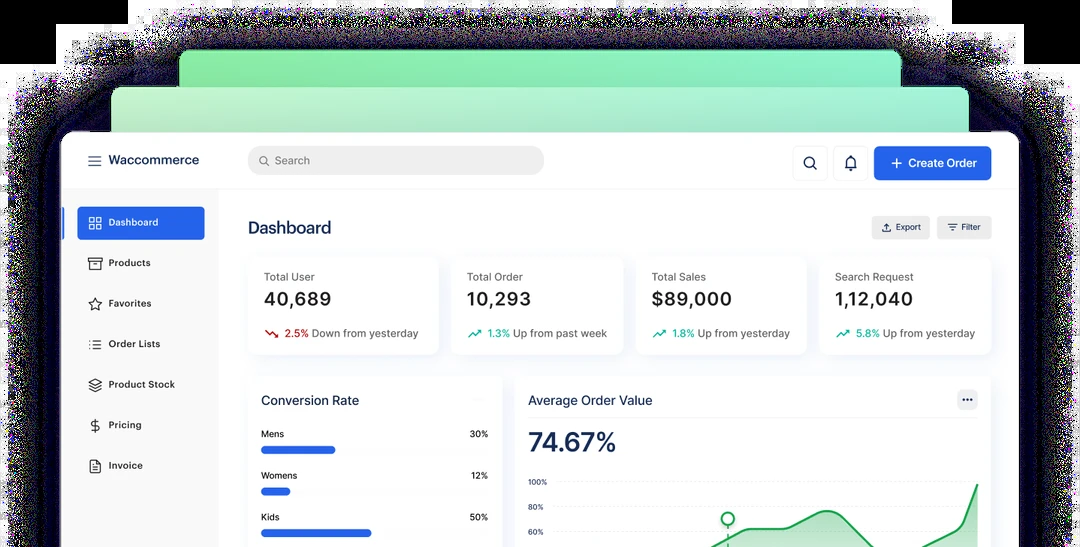 Waccommerce
Search
Create Order
Dashboard
Products
Favorites
Order Lists
Product Stock
Pricing
Invoice
Dashboard
Export
Filter
Total User
40,689
2.5% Down from yesterday
Total Order
10,293
1.3% Up from past week
Total Sales
$89,000
1.8% Up from yesterday
Search Request
1,12,040
5.8% Up from yesterday
Conversion Rate
Mens 30%
Womens 12%
Kids 50%
Average Order Value
74.67%
100%
80%
60%